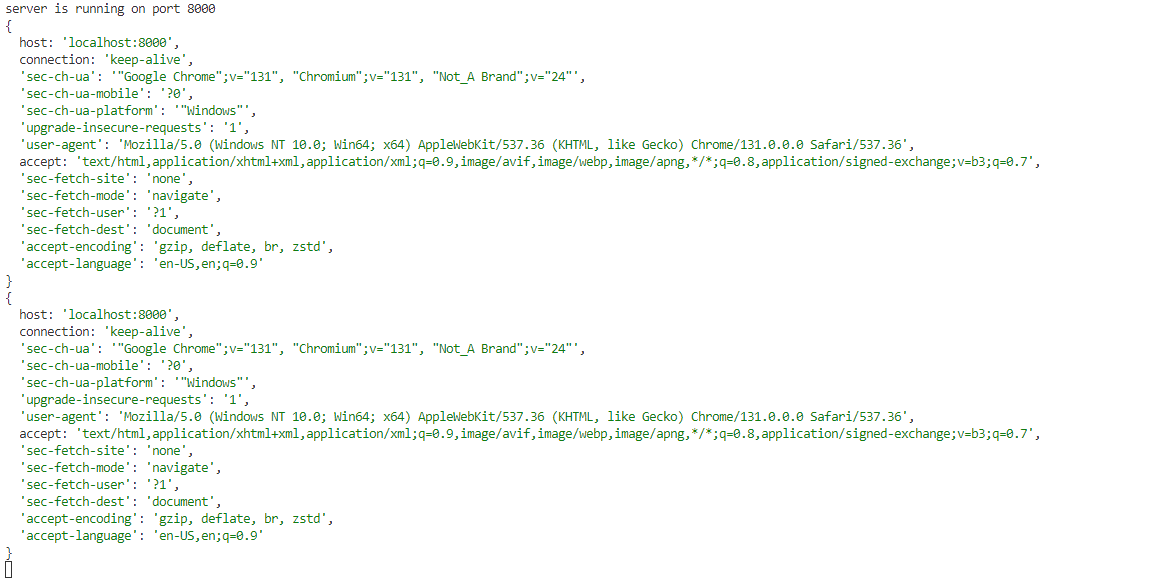 server is running on port 8000
{
  host: 'localhost:8000',
  connection: 'keep-alive',
  'sec-ch-ua': '"Google Chrome";v="131", "Chromium";v="131", "Not_A Brand";v="24"',
  'sec-ch-ua-mobile': '?0',
  'sec-ch-ua-platform': '"Windows"',
  'upgrade-insecure-requests': '1',
  'user-agent': 'Mozilla/5.0 (Windows NT 10.0; Win64; x64) AppleWebKit/537.36 (KHTML, like Gecko) Chrome/131.0.0.0 Safari/537.36',
  accept: 'text/html,application/xhtml+xml,application/xml;q=0.9,image/avif,image/webp,image/apng,*/*;q=0.8,application/signed-exchange;v=b3;q=0.7',
  'sec-fetch-site': 'none',
  'sec-fetch-mode': 'navigate',
  'sec-fetch-user': '?1',
  'sec-fetch-dest': 'document',
  'accept-encoding': 'gzip, deflate, br, zstd',
  'accept-language': 'en-US,en;q=0.9'
}
{
  host: 'localhost:8000',
  connection: 'keep-alive',
  'sec-ch-ua': '"Google Chrome";v="131", "Chromium";v="131", "Not_A Brand";v="24"',
  'sec-ch-ua-mobile': '?0',
  'sec-ch-ua-platform': '"Windows"',
  'upgrade-insecure-requests': '1',
  'user-agent': 'Mozilla/5.0 (Windows NT 10.0; Win64; x64) AppleWebKit/537.36 (KHTML, like Gecko) Chrome/131.0.0.0 Safari/537.36',
  accept: 'text/html,application/xhtml+xml,application/xml;q=0.9,image/avif,image/webp,image/apng,*/*;q=0.8,application/signed-exchange;v=b3;q=0.7',
  'sec-fetch-site': 'none',
  'sec-fetch-mode': 'navigate',
  'sec-fetch-user': '?1',
  'sec-fetch-dest': 'document',
  'accept-encoding': 'gzip, deflate, br, zstd',
  'accept-language': 'en-US,en;q=0.9'
}